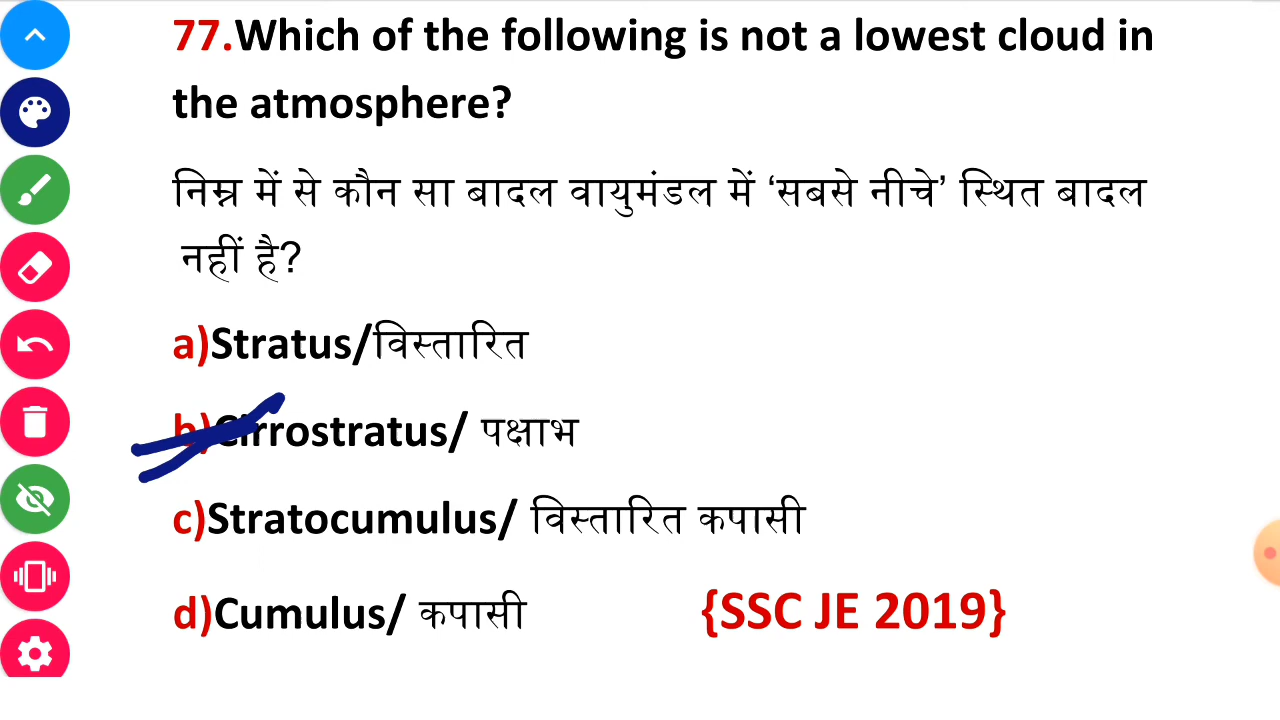 77.Which of the following is not a lowest cloud in
the atmosphere?
निम्न में से कौन सा बादल वायुमंडल में ‘सबसे नीचे’ स्थित बादल
नहीं है?
a)Stratus/विस्तारित
b)Cirrostratus/ पक्षाभ
c)Stratocumulus/ विस्तारित कपासी
d)Cumulus/ कपासी {SSC JE 2019}